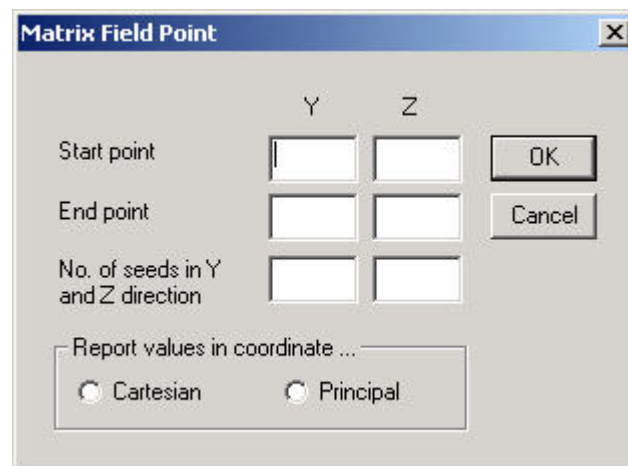 Matrix Field Point
Y Z
Start point
OK
End point
Cancel
No. of seeds in Y
and Z direction
Report values in coordinate ...
Cartesian Principal